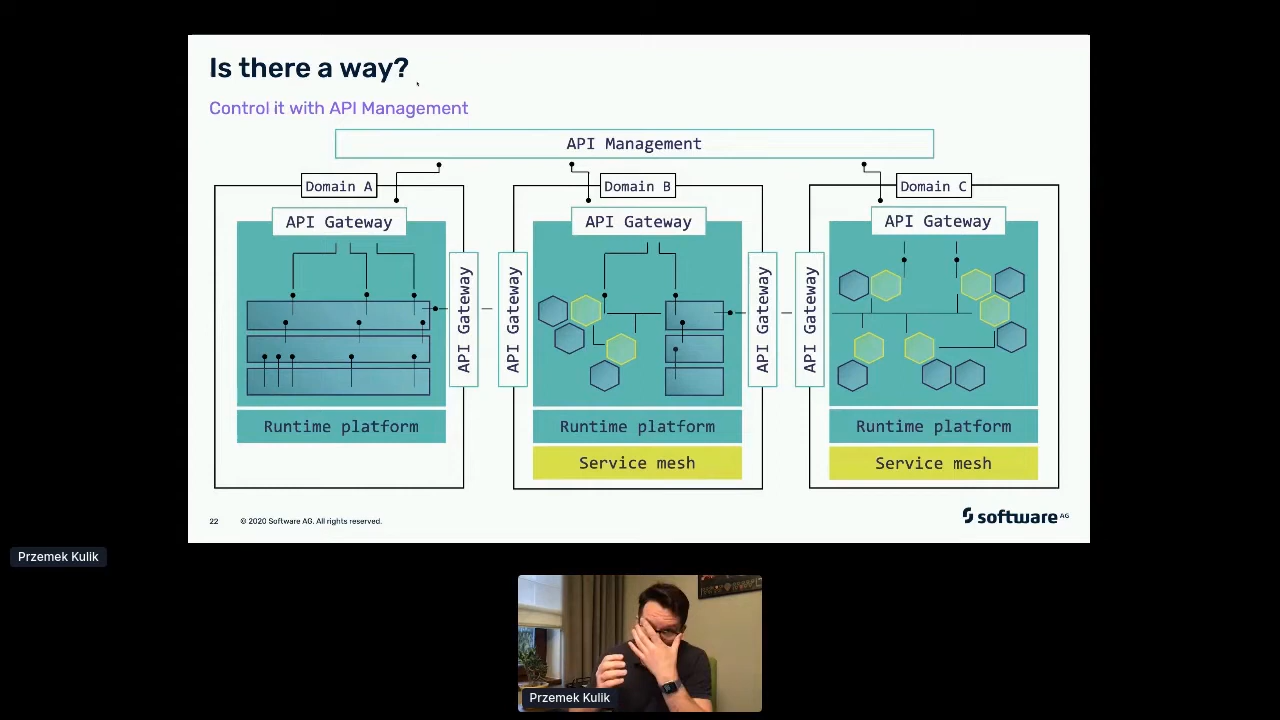 Is there a way?
Control it with API Management
API Management
Domain A
Domain B
Domain C
API Gateway
API Gateway
API Gateway
API Gateway
API Gateway
API Gateway
API Gateway
Runtime platform
Runtime platform
Runtime platform
Service mesh
Service mesh
22
© 2020 Software AG. All rights reserved.
software AG
Przemek Kulik
Przemek Kulik